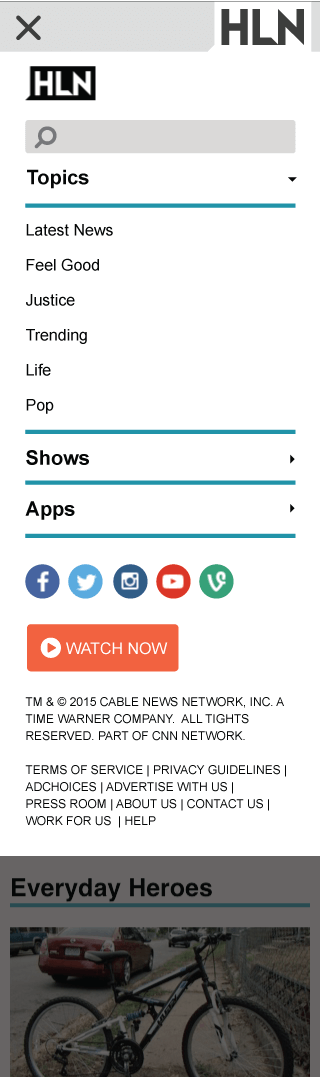 HLN
HLN
Topics
Latest News
Feel Good
Justice
Trending
Life
Pop
Shows
Apps
WATCH NOW
TM & © 2015 CABLE NEWS NETWORK, INC. A
TIME WARNER COMPANY. ALL TIGHTS
RESERVED. PART OF CNN NETWORK.
TERMS OF SERVICE | PRIVACY GUIDELINES |
ADCHOICES | ADVERTISE WITH US |
PRESS ROOM | ABOUT US | CONTACT US |
WORK FOR US | HELP
Everyday Heroes